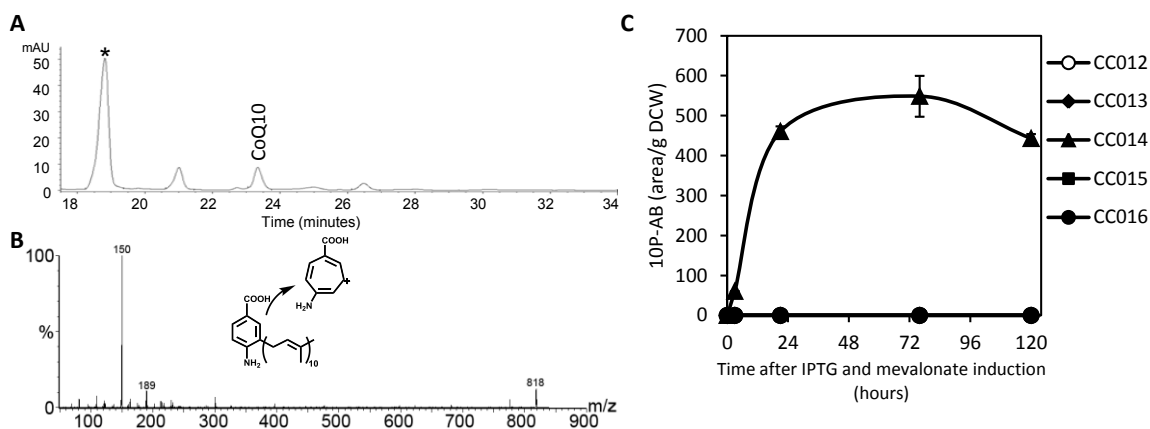 A
mAU
50
40
30
20
10
0
*
CoQ10
18 20 22 24 26 28 30 32 34
Time (minutes)
B
100
%
0
150
189
818
COOH
H₂N
COOH
NH₂
10
100 200 300 400 500 600 700 800 900
m/z
C
700
600
500
400
300
200
100
0
10P-AB (area/g DCW)
0 24 48 72 96 120
Time after IPTG and mevalonate induction
(hours)
CC012
CC013
CC014
CC015
CC016